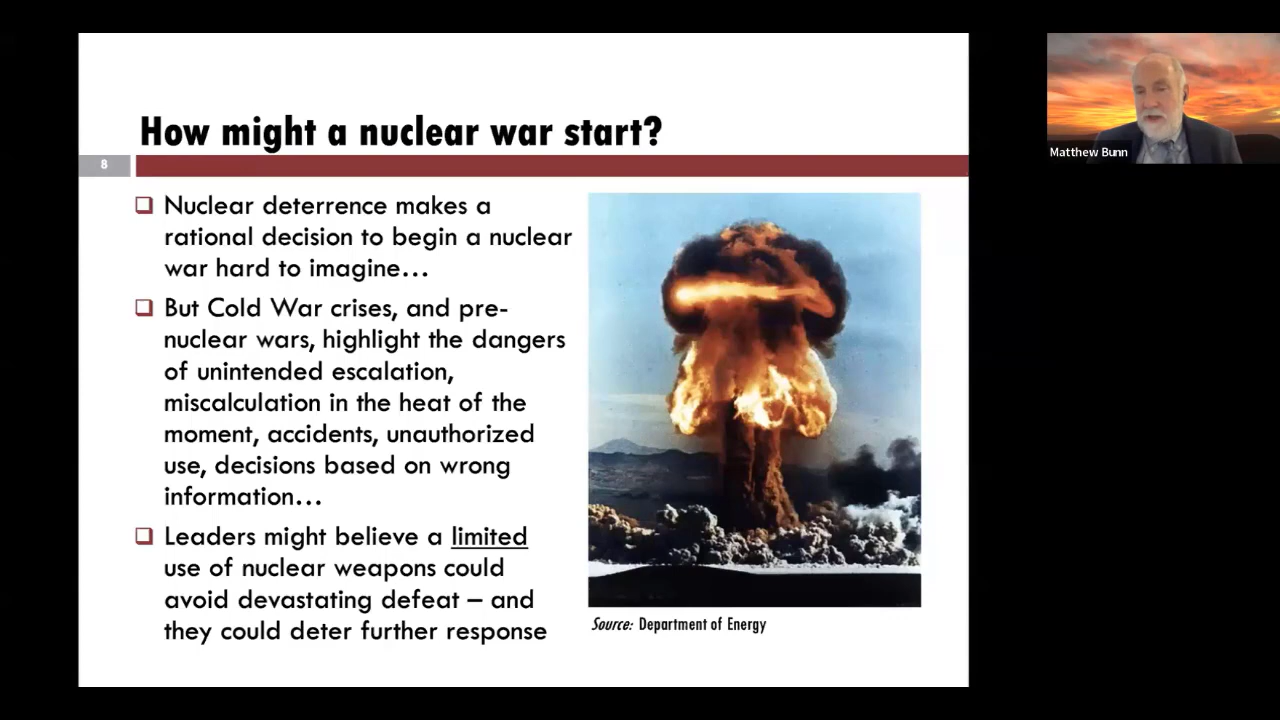 How might a nuclear war start?
8
❑ Nuclear deterrence makes a
rational decision to begin a nuclear
war hard to imagine…
❑ But Cold War crises, and pre-
nuclear wars, highlight the dangers
of unintended escalation,
miscalculation in the heat of the
moment, accidents, unauthorized
use, decisions based on wrong
information…
❑ Leaders might believe a limited
use of nuclear weapons could
avoid devastating defeat – and
they could deter further response
Source: Department of Energy
Matthew Bunn